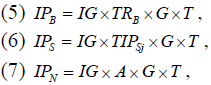 (5) IP_B = IG×TR_B×G×T ,
(6) IP_S = IG×TIP_Sj×G×T ,
(7) IP_N = IG×A×G×T ,